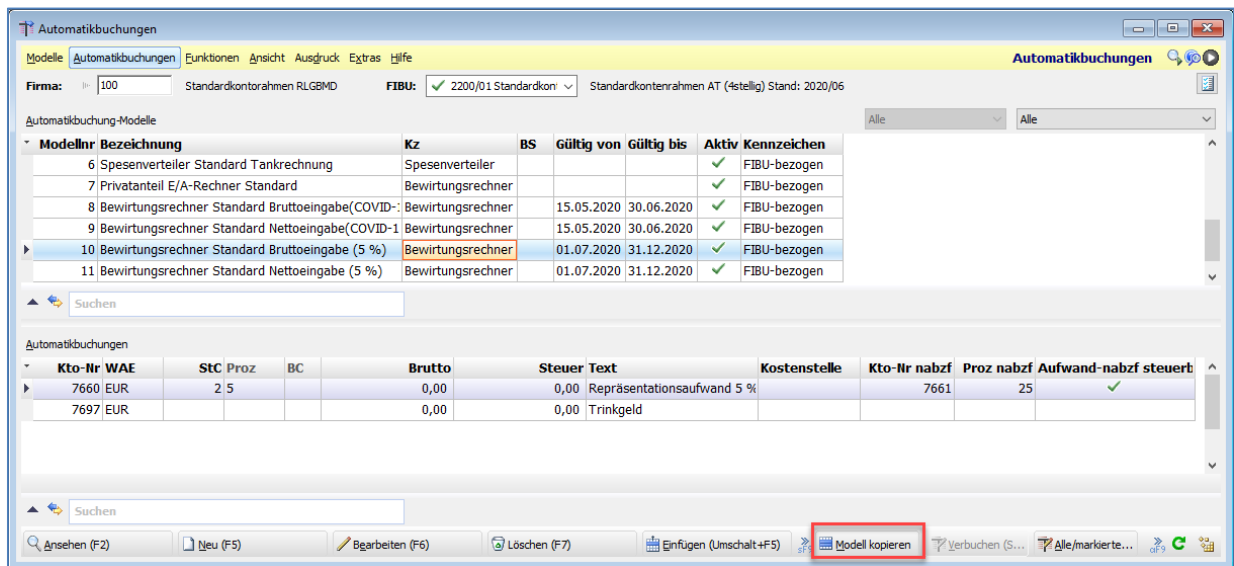 Automatikbuchungen
Modelle Automatikbuchungen Funktionen Ansicht Ausdruck Extras Hilfe Automatikbuchungen
Firma: 100 Standardkontorahmen RLGBMD FIBU: 2200/01 Standardkon Standardkontenrahmen AT (4stellig) Stand: 2020/06
Automatikbuchung-Modelle Alle Alle
Modellnr Bezeichnung Kz BS Gültig von Gültig bis Aktiv Kennzeichen
6 Spesenverteiler Standard Tankrechnung Spesenverteiler FIBU-bezogen
7 Privatanteil E/A-Rechner Standard Bewirtungsrechner FIBU-bezogen
8 Bewirtungsrechner Standard Bruttoeingabe(COVID-: Bewirtungsrechner 15.05.2020 30.06.2020 FIBU-bezogen
9 Bewirtungsrechner Standard Nettoeingabe(COVID-1 Bewirtungsrechner 15.05.2020 30.06.2020 FIBU-bezogen
10 Bewirtungsrechner Standard Bruttoeingabe (5 %) Bewirtungsrechner 01.07.2020 31.12.2020 FIBU-bezogen
11 Bewirtungsrechner Standard Nettoeingabe (5 %) Bewirtungsrechner 01.07.2020 31.12.2020 FIBU-bezogen
Suchen
Automatikbuchungen
Kto-Nr WAE StC Proz BC Brutto Steuer Text Kostenstelle Kto-Nr nabzf Proz nabzf Aufwand-nabzf steuerb
7660 EUR 2 5 0,00 0,00 Repräsentationsaufwand 5 % 7661 25
7697 EUR 0,00 0,00 Trinkgeld
Suchen
Ansehen (F2) Neu (F5) Bearbeiten (F6) Löschen (F7) Einfügen (Umschalt+F5) sF9 Modell kopieren Verbuchen (S... Alle/markierte... aF9